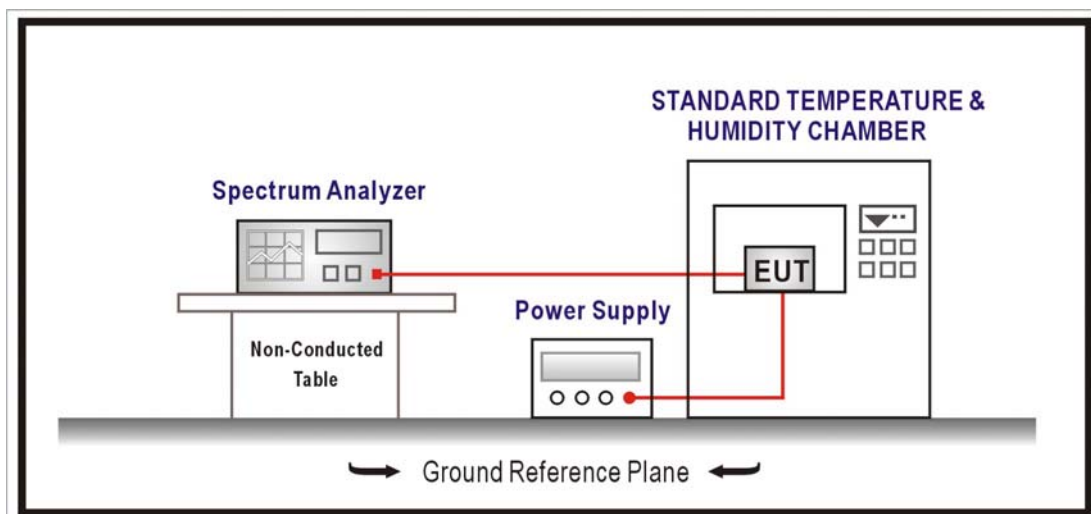 STANDARD TEMPERATURE &
HUMIDITY CHAMBER
Spectrum Analyzer
EUT
Power Supply
Non-Conducted
Table
Ground Reference Plane